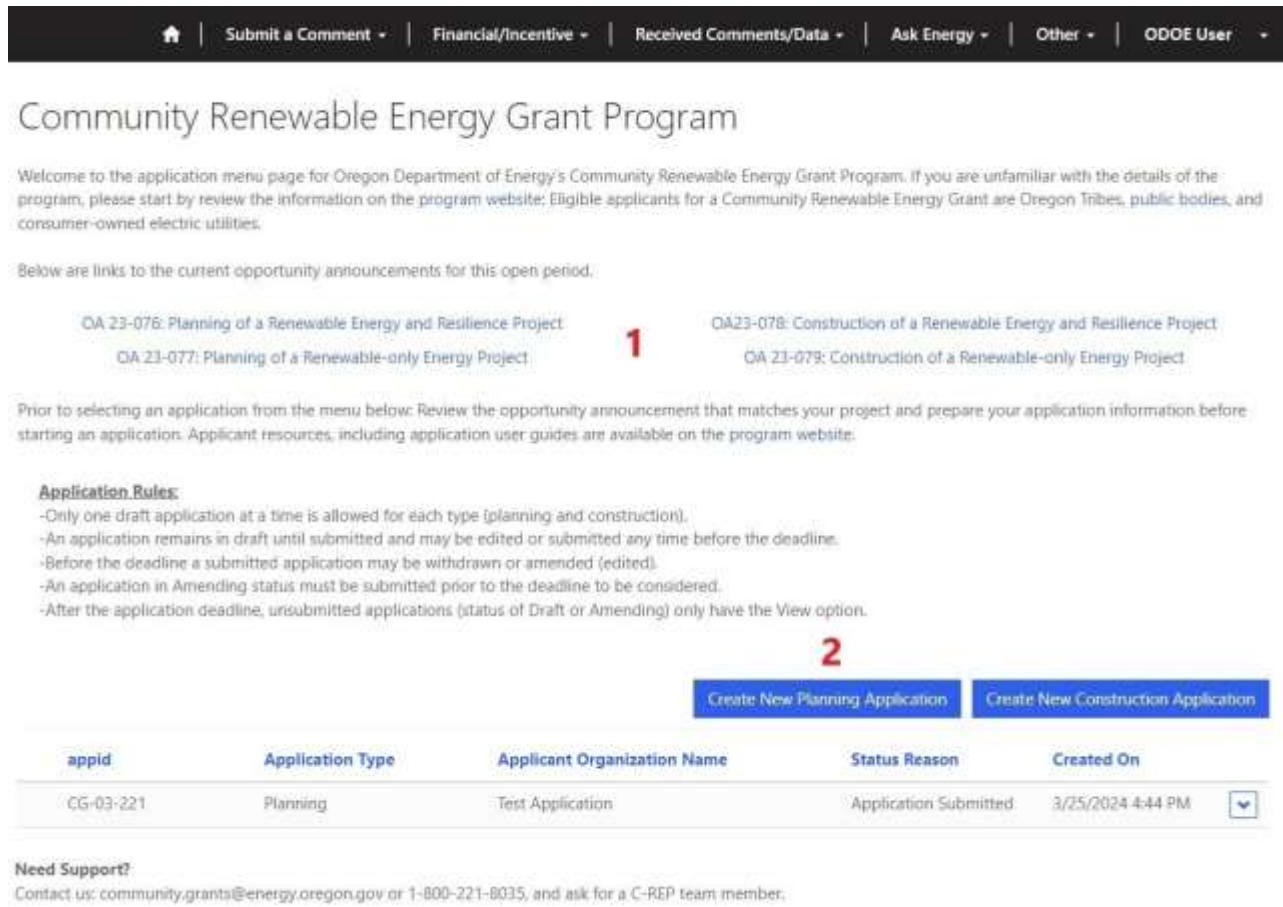 Submit a Comment | Financial/Incentive | Received Comments/Data | Ask Energy | Other | ODOE User
Community Renewable Energy Grant Program
Welcome to the application menu page for Oregon Department of Energy's Community Renewable Energy Grant Program. If you are unfamiliar with the details of the
program, please start by review the information on the program website: Eligible applicants for a Community Renewable Energy Grant are Oregon Tribes, public bodies, and
consumer-owned electric utilities.
Below are links to the current opportunity announcements for this open period.
OA 23-076: Planning of a Renewable Energy and Resilience Project
OA23-078: Construction of a Renewable Energy and Resilience Project
1
OA 23-077: Planning of a Renewable-only Energy Project
OA 23-079: Construction of a Renewable-only Energy Project
Prior to selecting an application from the menu below: Review the opportunity announcement that matches your project and prepare your application information before
starting an application. Applicant resources, including application user guides are available on the program website.
Application Rules:
-Only one draft application at a time is allowed for each type (planning and construction).
-An application remains in draft until submitted and may be edited or submitted any time before the deadline.
-Before the deadline a submitted application may be withdrawn or amended (edited).
-An application in Amending status must be submitted prior to the deadline to be considered.
-After the application deadline, unsubmitted applications (status of Draft or Amending) only have the View option.
2
Create New Planning Application Create New Construction Application
appid Application Type Applicant Organization Name Status Reason Created On
CG-03-221 Planning Test Application Application Submitted 3/25/2024 4:44 PM
Need Support?
Contact us: community.grants@energy.oregon.gov or 1-800-221-8035, and ask for a C-REP team member.